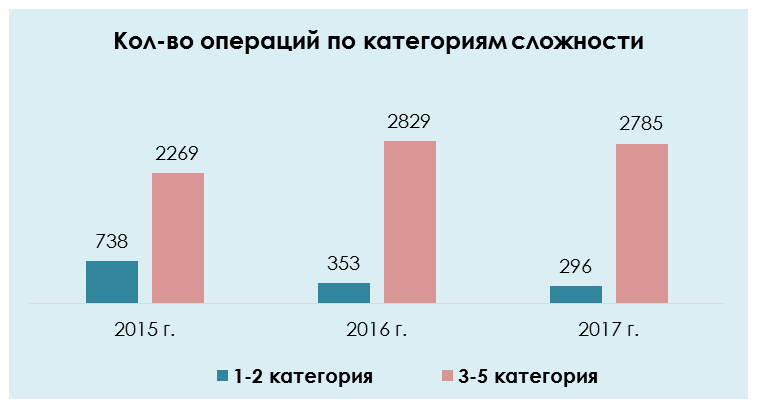 Кол-во операций по категориям сложности
738
2269
353
2829
296
2785
2015 г.
2016 г.
2017 г.
1-2 категория
3-5 категория